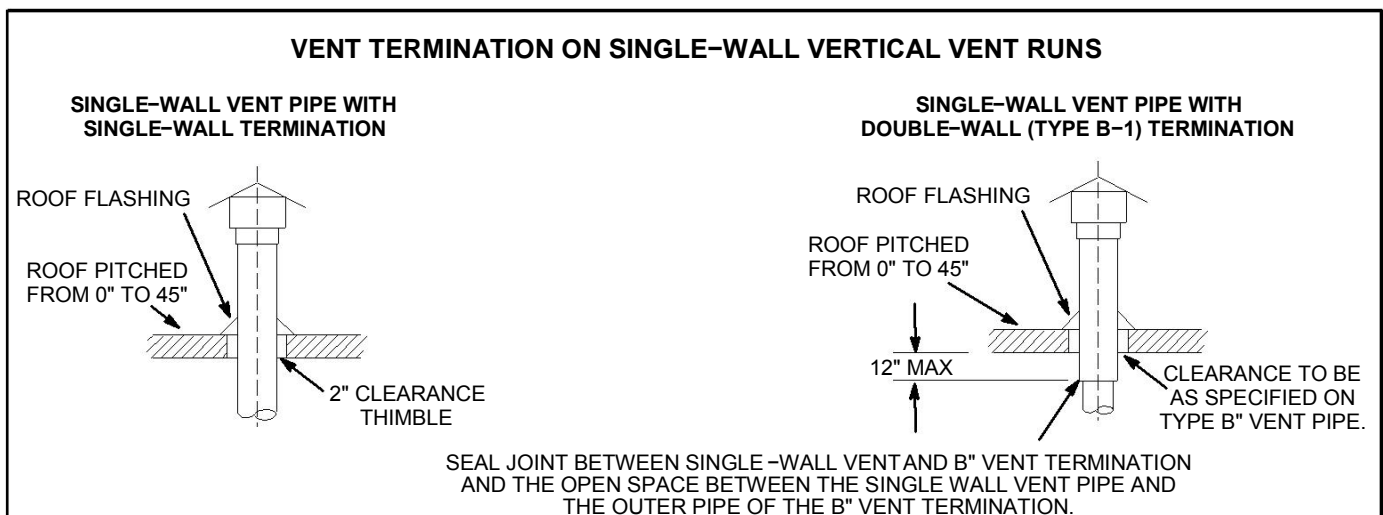 VENT TERMINATION ON SINGLE−WALL VERTICAL VENT RUNS
SINGLE−WALL VENT PIPE WITH
SINGLE−WALL TERMINATION
ROOF FLASHING
ROOF PITCHED
FROM 0" TO 45"
2" CLEARANCE
THIMBLE
SINGLE−WALL VENT PIPE WITH
DOUBLE−WALL (TYPE B−1) TERMINATION
ROOF FLASHING
ROOF PITCHED
FROM 0" TO 45"
12" MAX
CLEARANCE TO BE
AS SPECIFIED ON
TYPE B" VENT PIPE.
SEAL JOINT BETWEEN SINGLE −WALL VENT AND B" VENT TERMINATION
AND THE OPEN SPACE BETWEEN THE SINGLE WALL VENT PIPE AND
THE OUTER PIPE OF THE B" VENT TERMINATION.